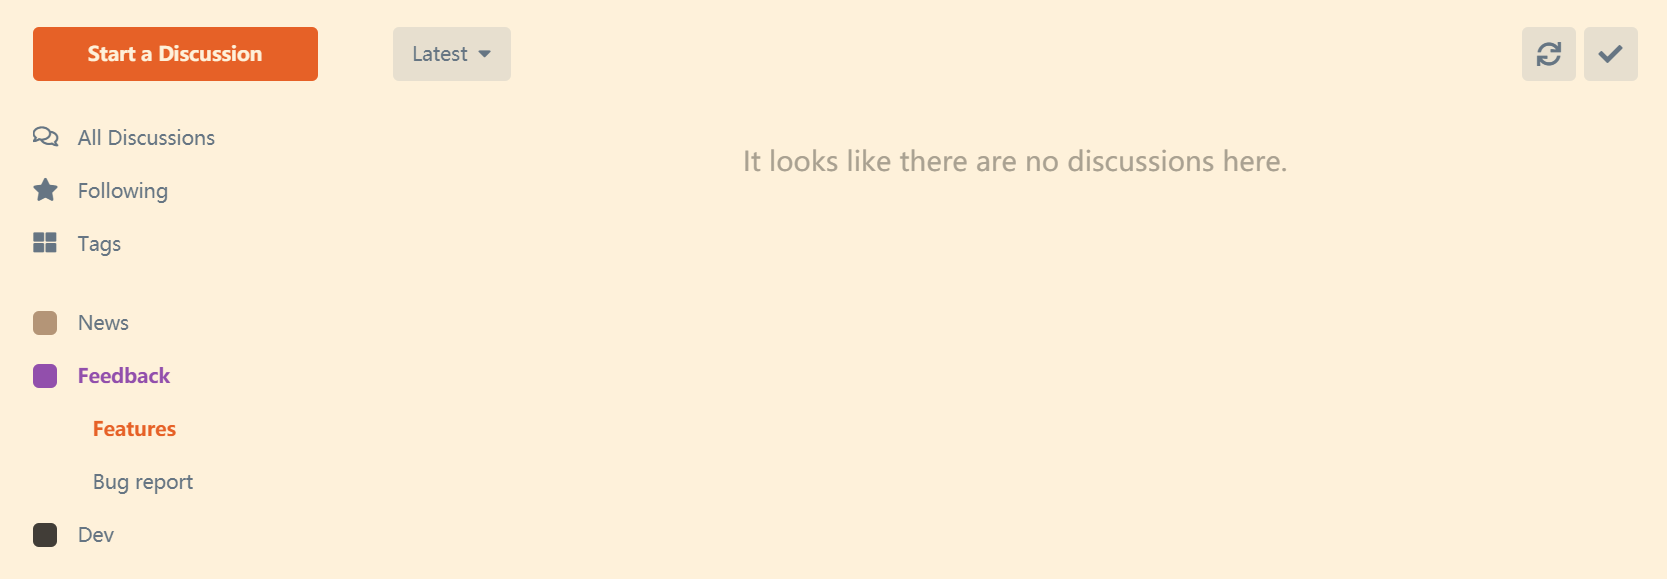 Start a Discussion
Latest
All Discussions
Following
Tags
News
Feedback
Features
Bug report
Dev
It looks like there are no discussions here.